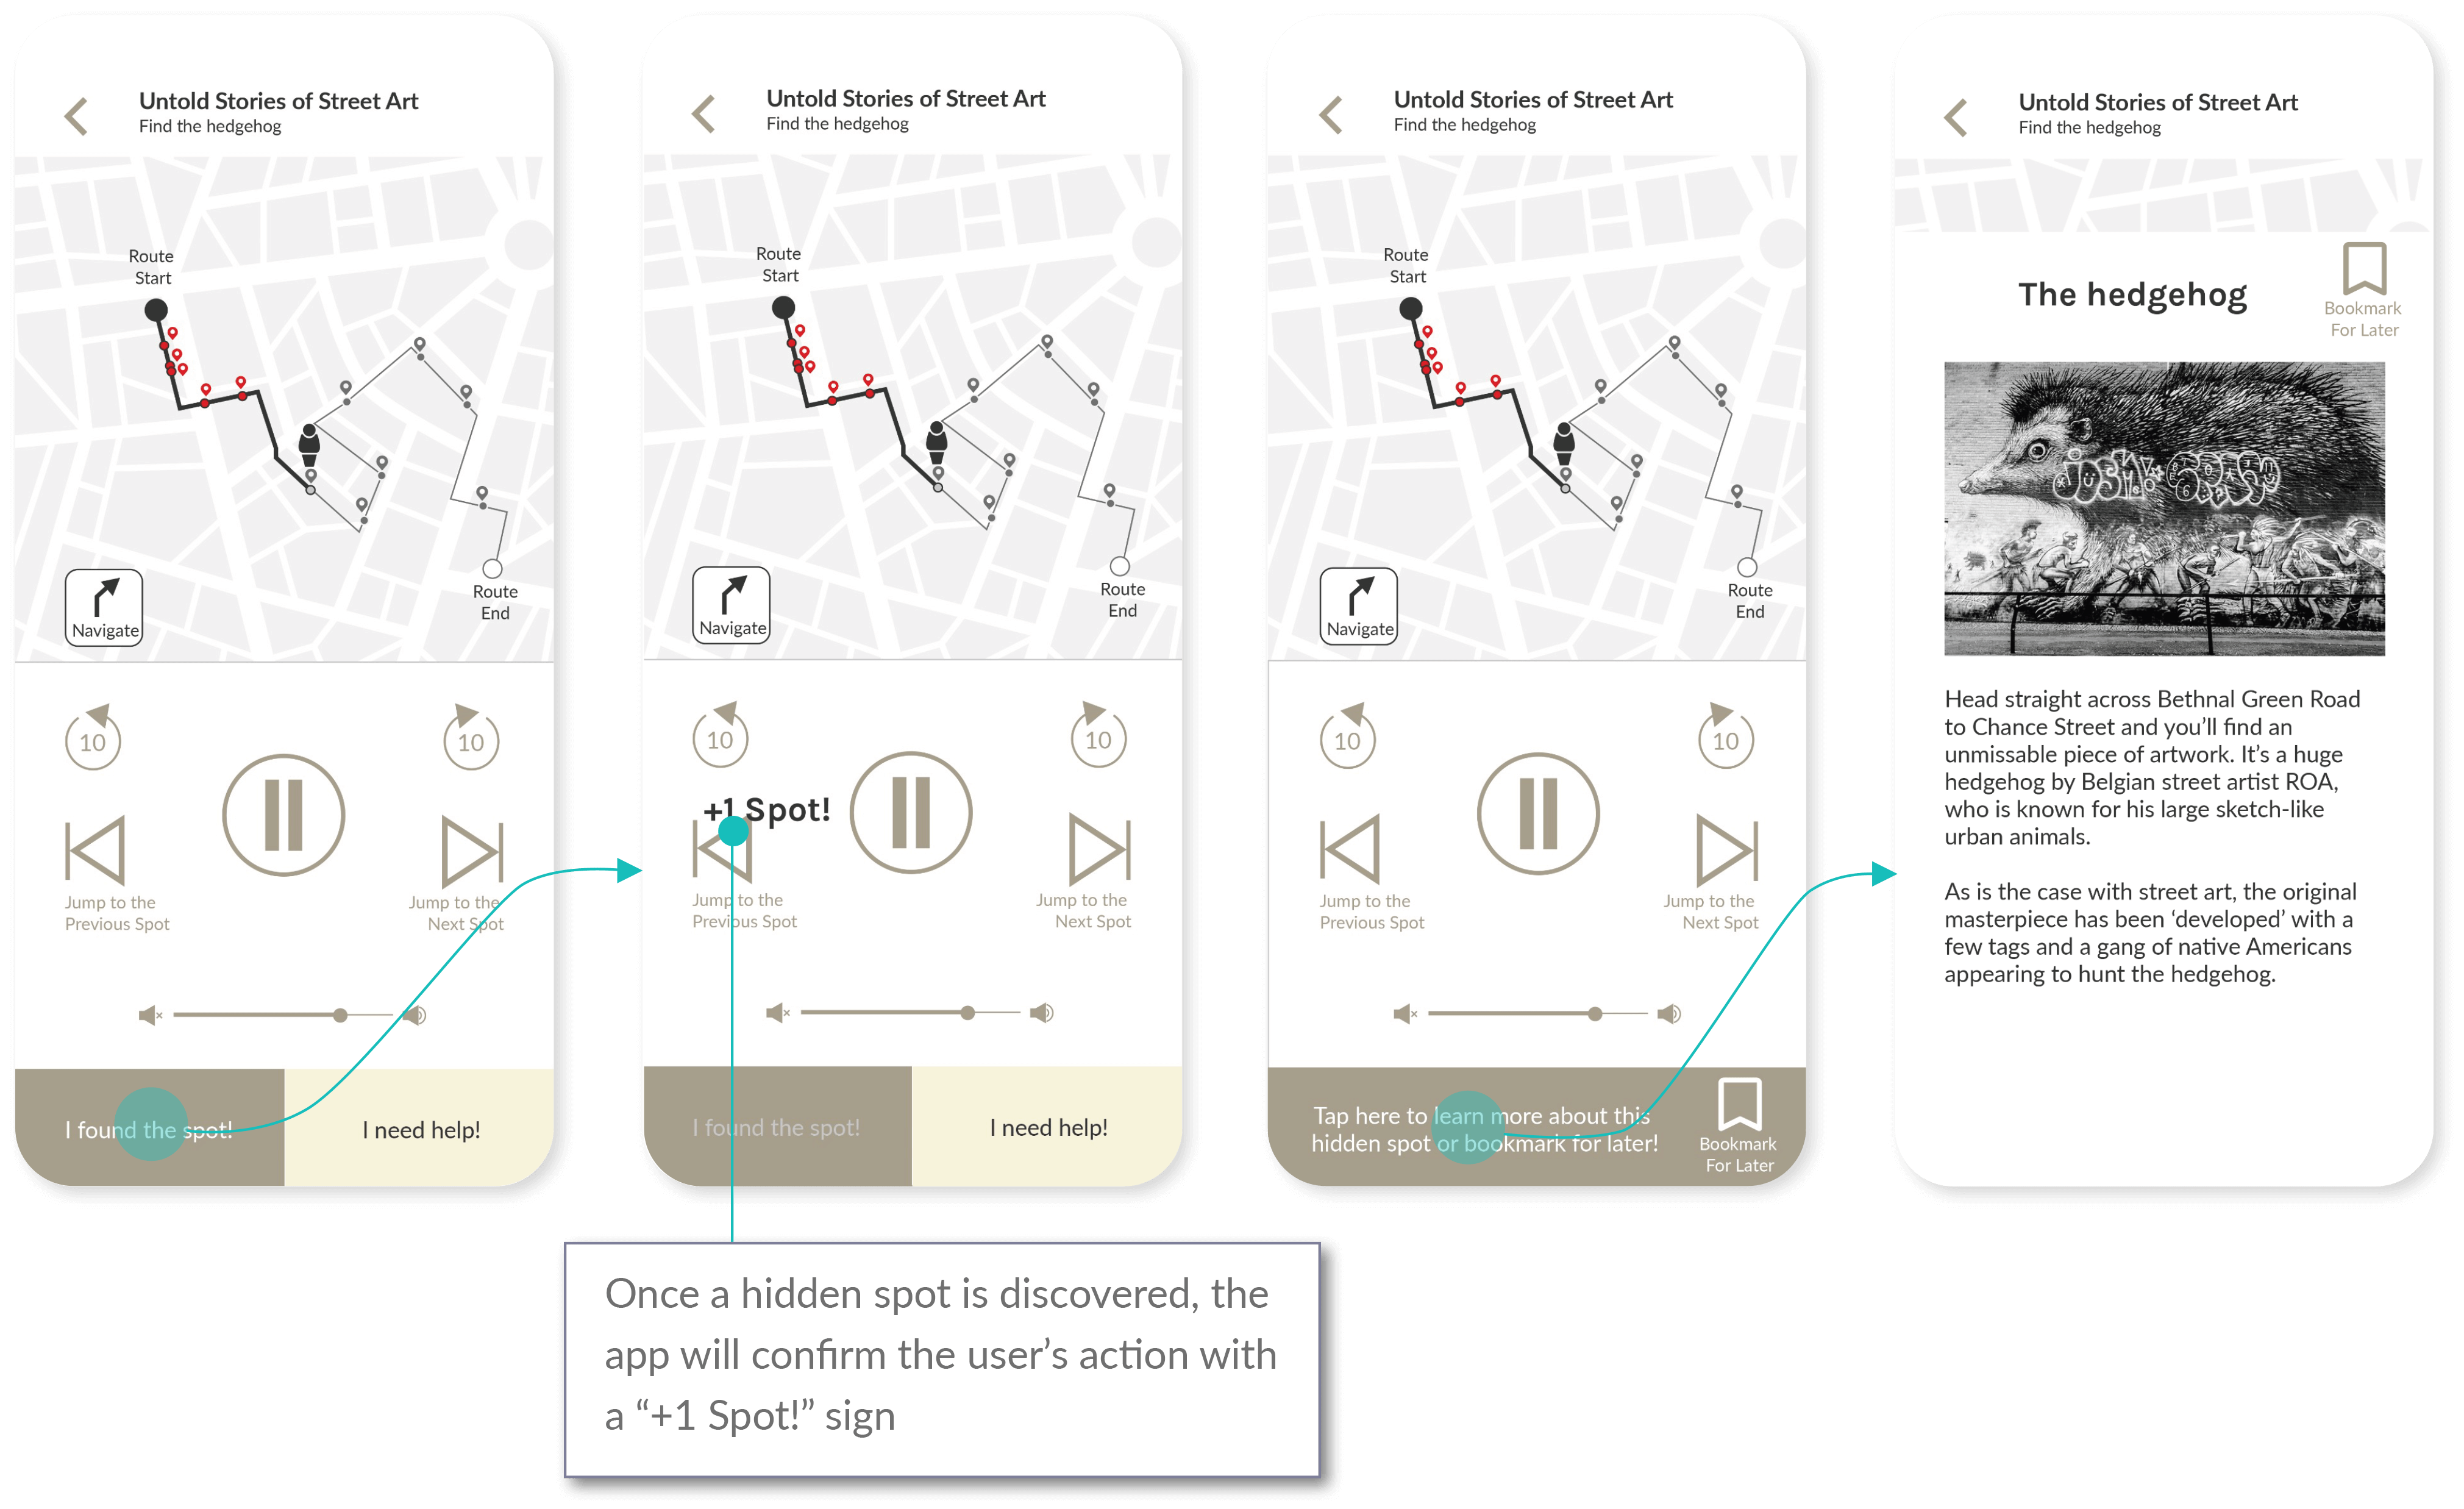 Untold Stories of Street Art
Find the hedgehog
Route
Start
Navigate
Route
End
10
10
Jump to the
Previous Spot
Jump to the
Next Spot
I found the spot!
I need help!
Untold Stories of Street Art
Find the hedgehog
Route
Start
Navigate
Route
End
10
10
+1 Spot!
Jump to the
Previous Spot
Jump to the
Next Spot
I found the spot!
I need help!
Once a hidden spot is discovered, the
app will confirm the user’s action with
a “+1 Spot!” sign
Untold Stories of Street Art
Find the hedgehog
Route
Start
Navigate
Route
End
10
10
Jump to the
Previous Spot
Jump to the
Next Spot
Tap here to learn more about this
hidden spot or bookmark for later!
Bookmark
For Later
Untold Stories of Street Art
Find the hedgehog
The hedgehog
Bookmark
For Later
Head straight across Bethnal Green Road
to Chance Street and you’ll find an
unmissable piece of artwork. It’s a huge
hedgehog by Belgian street artist ROA,
who is known for his large sketch-like
urban animals.
As is the case with street art, the original
masterpiece has been ‘developed’ with a
few tags and a gang of native Americans
appearing to hunt the hedgehog.